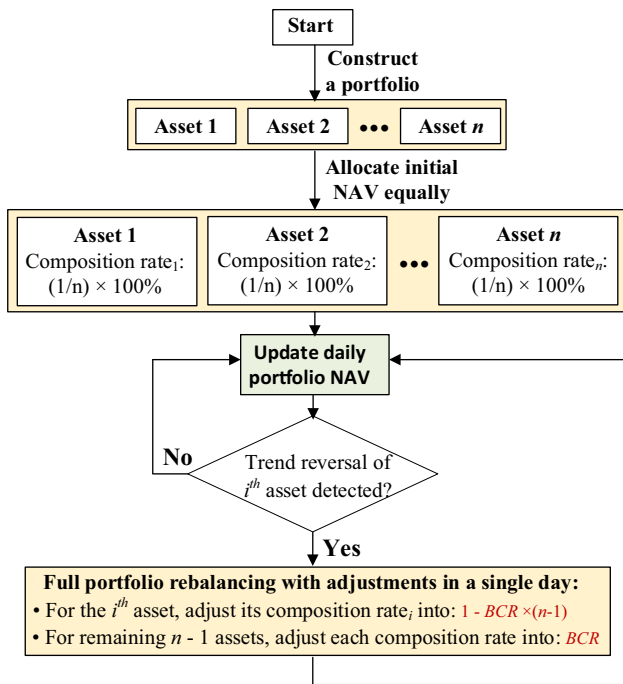 Start
Construct
a portfolio
Asset 1 Asset 2 ••• Asset n
Allocate initial
NAV equally
Asset 1
Composition rate₁:
(1/n) × 100%
Asset 2
Composition rate₂:
(1/n) × 100%
•••
Asset n
Composition rateₙ:
(1/n) × 100%
Update daily
portfolio NAV
No
Trend reversal of
iᵗʰ asset detected?
Yes
Full portfolio rebalancing with adjustments in a single day:
• For the iᵗʰ asset, adjust its composition rateᵢ into: 1 - BCR ×(n-1)
• For remaining n - 1 assets, adjust each composition rate into: BCR